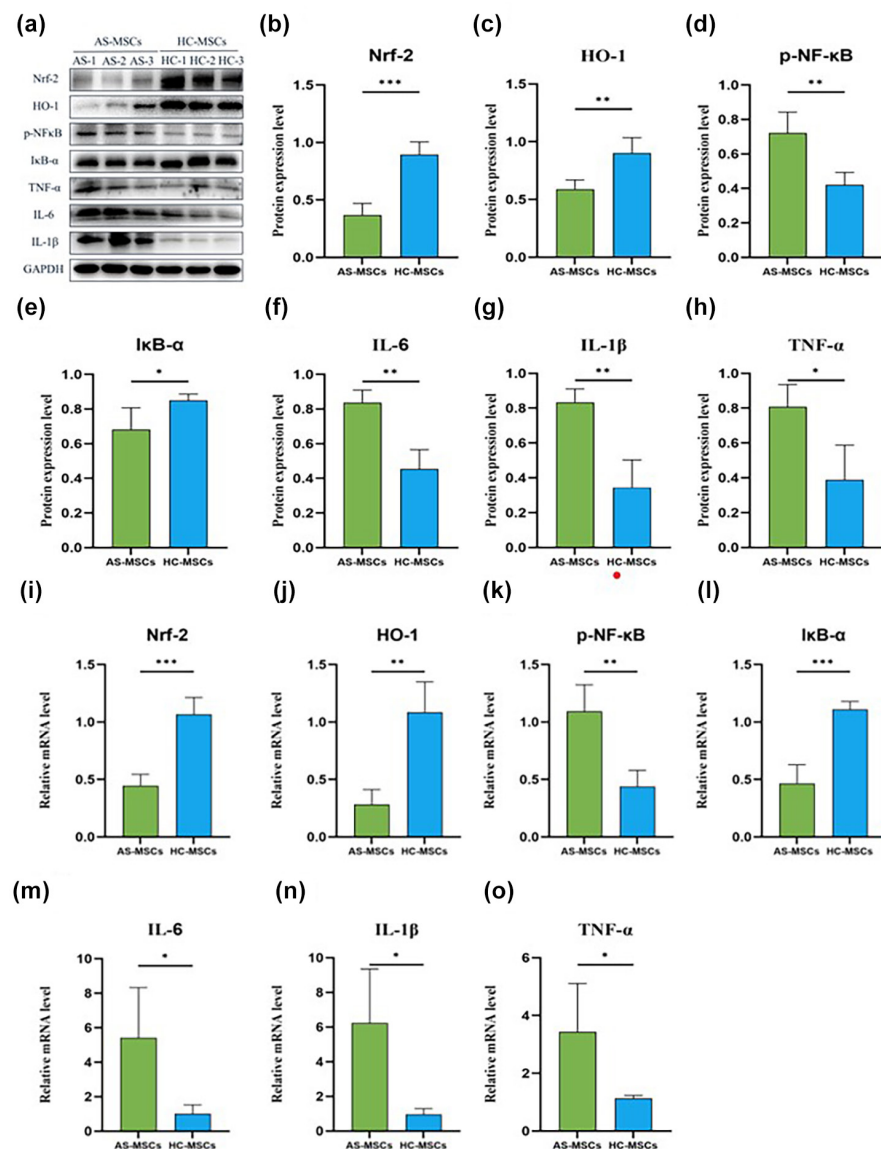 (a)
AS-MSCs HC-MSCs
AS-1 AS-2 AS-3 HC-1 HC-2 HC-3
Nrf-2
HO-1
p-NFκB
IκB-α
TNF-α
IL-6
IL-1β
GAPDH
(b)
Nrf-2
Protein expression level
1.5
1.0
0.5
0.0
***
AS-MSCs HC-MSCs
(c)
HO-1
Protein expression level
1.5
1.0
0.5
0.0
**
AS-MSCs HC-MSCs
(d)
p-NF-κB
Protein expression level
1.0
0.8
0.6
0.4
0.2
0.0
**
AS-MSCs HC-MSCs
(e)
IκB-α
Protein expression level
1.0
0.8
0.6
0.4
0.2
0.0
*
AS-MSCs HC-MSCs
(f)
IL-6
Protein expression level
1.0
0.8
0.6
0.4
0.2
0.0
**
AS-MSCs HC-MSCs
(g)
IL-1β
Protein expression level
1.0
0.8
0.6
0.4
0.2
0.0
**
AS-MSCs HC-MSCs
(h)
TNF-α
Protein expression level
1.0
0.8
0.6
0.4
0.2
0.0
*
AS-MSCs HC-MSCs
(i)
Nrf-2
Relative mRNA level
1.5
1.0
0.5
0.0
***
AS-MSCs HC-MSCs
(j)
HO-1
Relative mRNA level
1.5
1.0
0.5
0.0
**
AS-MSCs HC-MSCs
(k)
p-NF-κB
Relative mRNA level
1.5
1.0
0.5
0.0
**
AS-MSCs HC-MSCs
(l)
IκB-α
Relative mRNA level
1.5
1.0
0.5
0.0
***
AS-MSCs HC-MSCs
(m)
IL-6
Relative mRNA level
10
8
6
4
2
0
*
AS-MSCs HC-MSCs
(n)
IL-1β
Relative mRNA level
10
8
6
4
2
0
*
AS-MSCs HC-MSCs
(o)
TNF-α
Relative mRNA level
6
4
2
0
*
AS-MSCs HC-MSCs